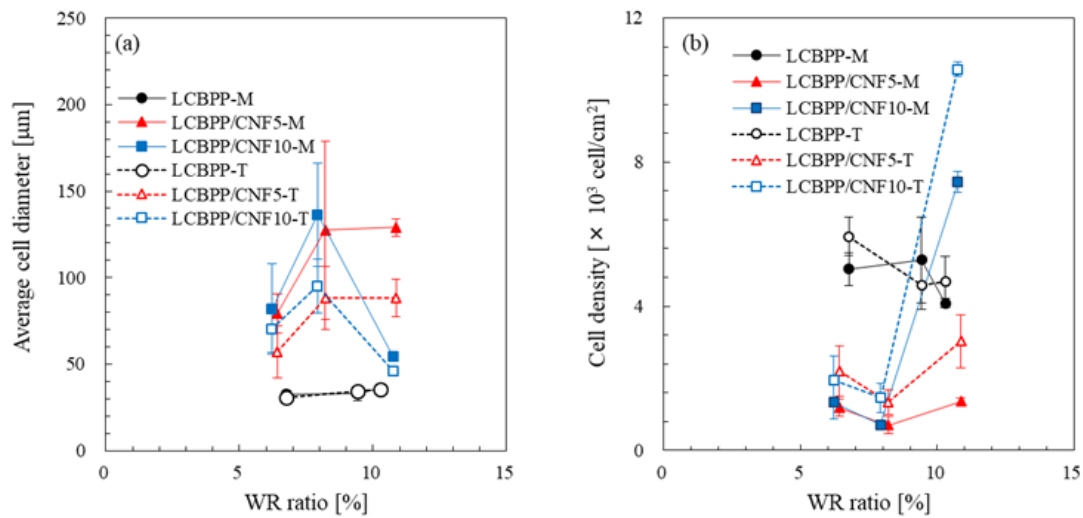 (a)
Average cell diameter [μm]
250
200
150
100
50
0
LCBPP-M
LCBPP/CNF5-M
LCBPP/CNF10-M
LCBPP-T
LCBPP/CNF5-T
LCBPP/CNF10-T
0 5 10 15
WR ratio [%]
(b)
Cell density [ × 10³ cell/cm²]
12
8
4
0
LCBPP-M
LCBPP/CNF5-M
LCBPP/CNF10-M
LCBPP-T
LCBPP/CNF5-T
LCBPP/CNF10-T
0 5 10 15
WR ratio [%]